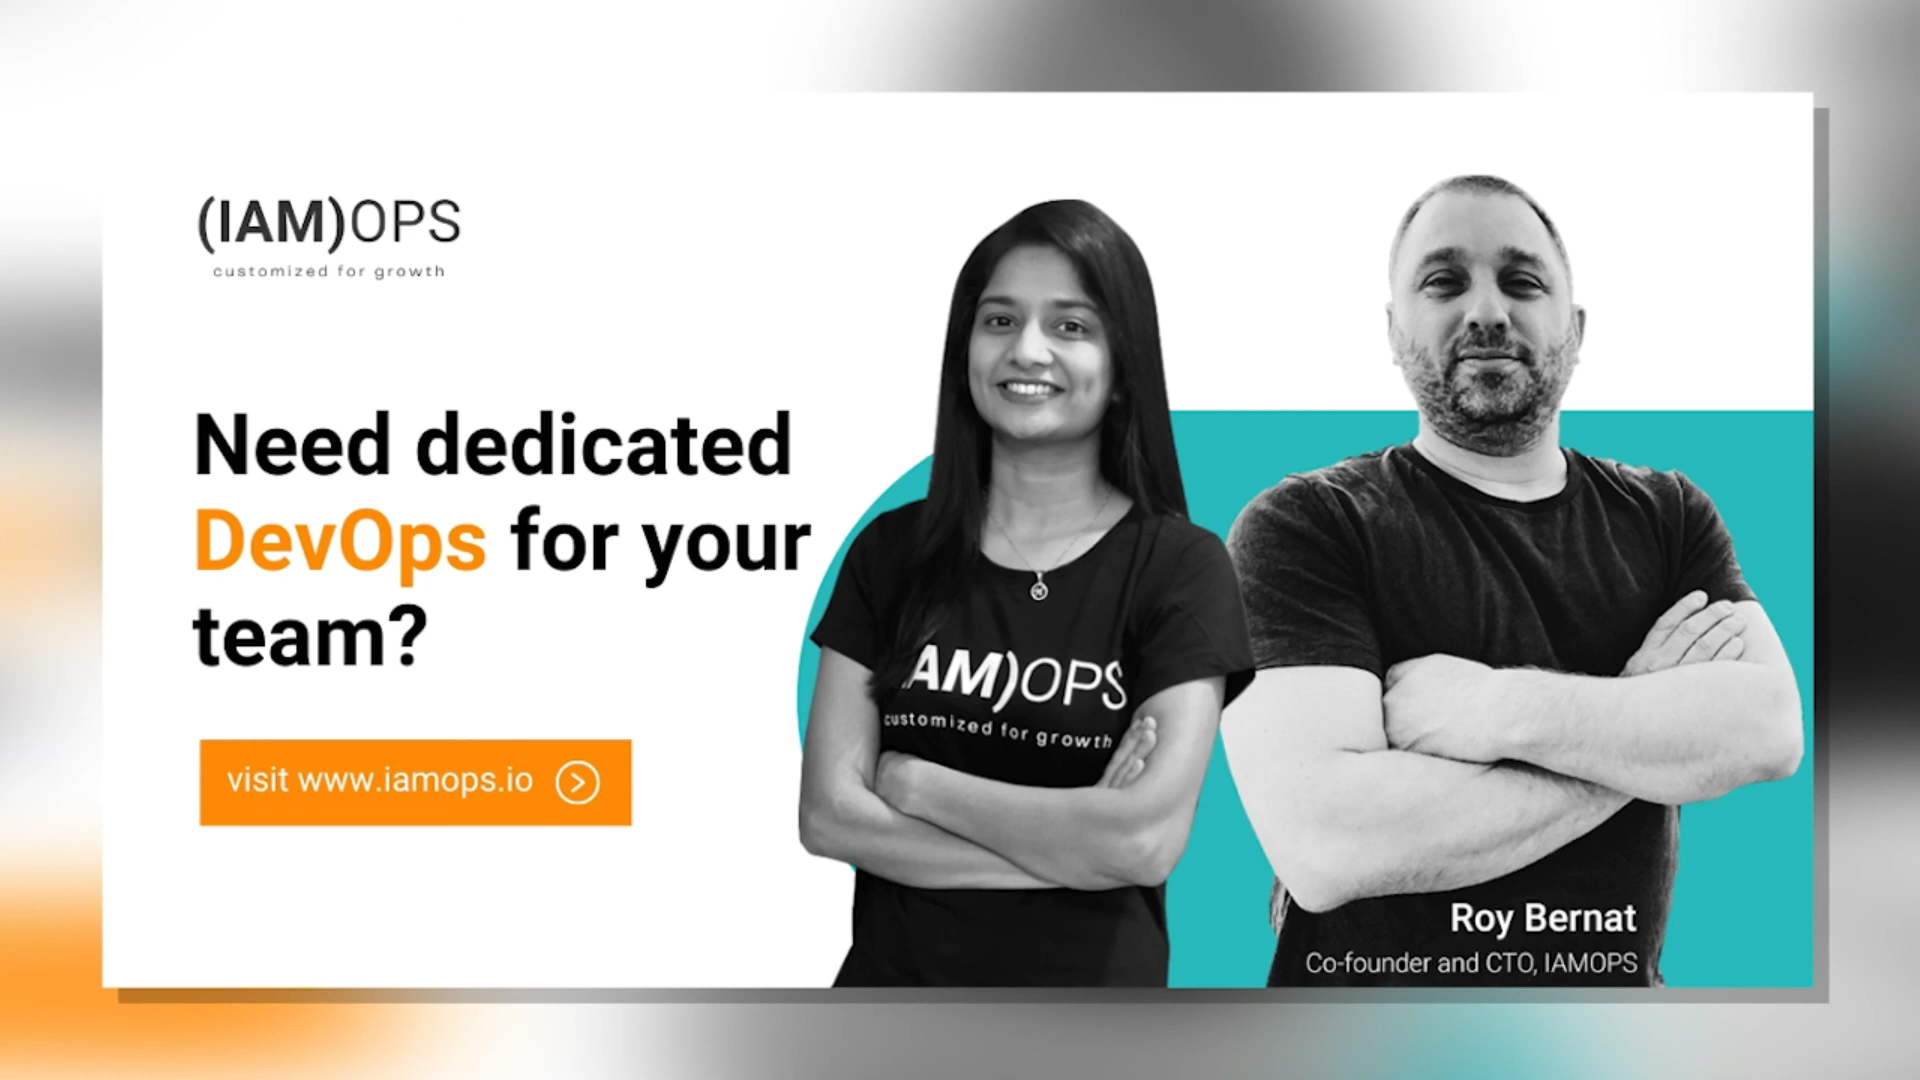 (IAM)OPS
customized for growth
Need dedicated
DevOps for your
team?
visit www.iamops.io
AM)OPS
customized for growth
Roy Bernat
Co-founder and CTO, IAMOPS